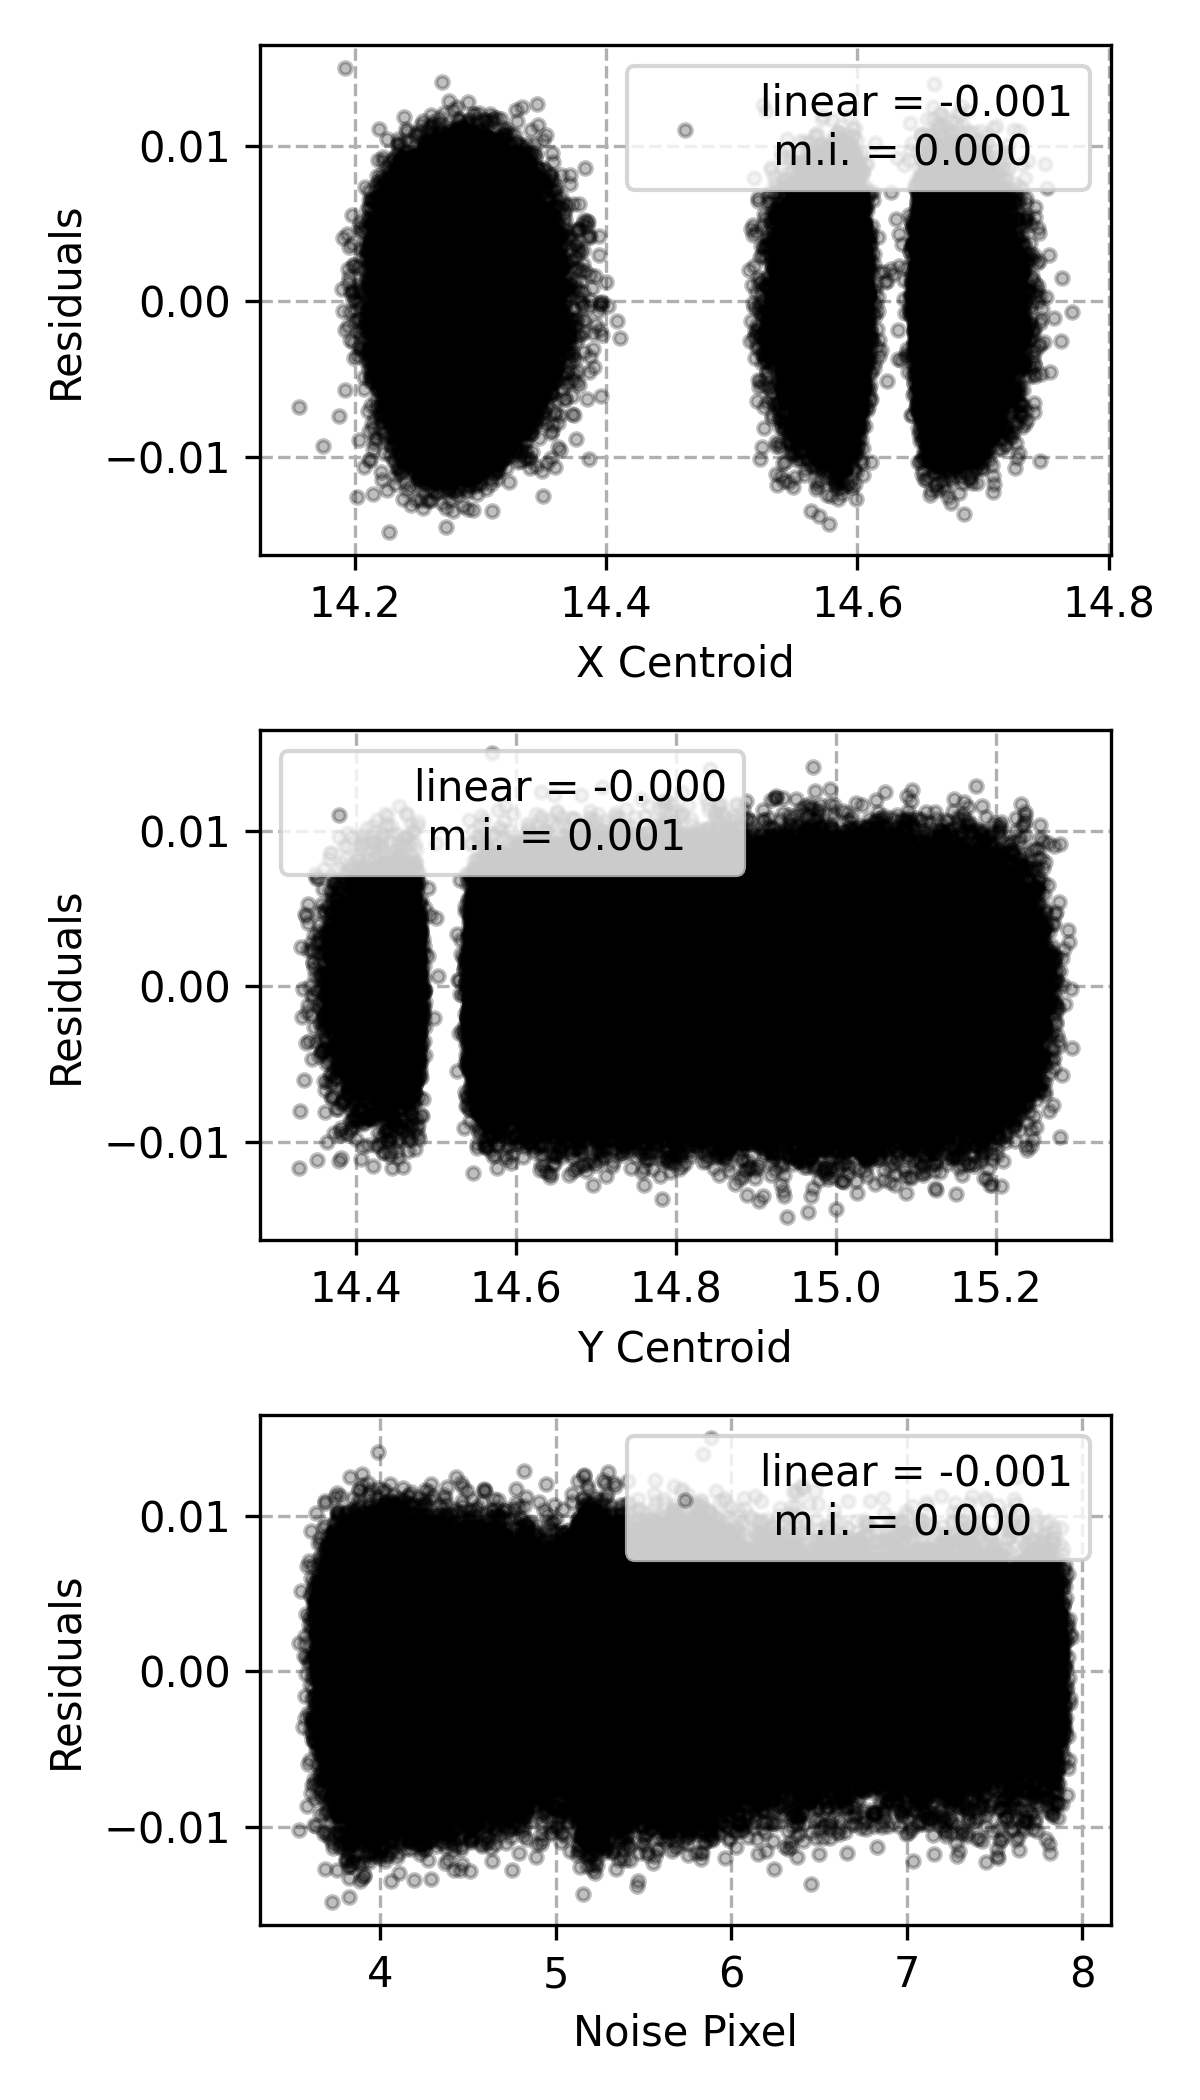 linear = -0.001
m.i. = 0.000
0.01
0.00
−0.01
Residuals
14.2 14.4 14.6 14.8
X Centroid
linear = -0.000
m.i. = 0.001
0.01
0.00
−0.01
Residuals
14.4 14.6 14.8 15.0 15.2
Y Centroid
linear = -0.001
m.i. = 0.000
0.01
0.00
−0.01
Residuals
4 5 6 7 8
Noise Pixel